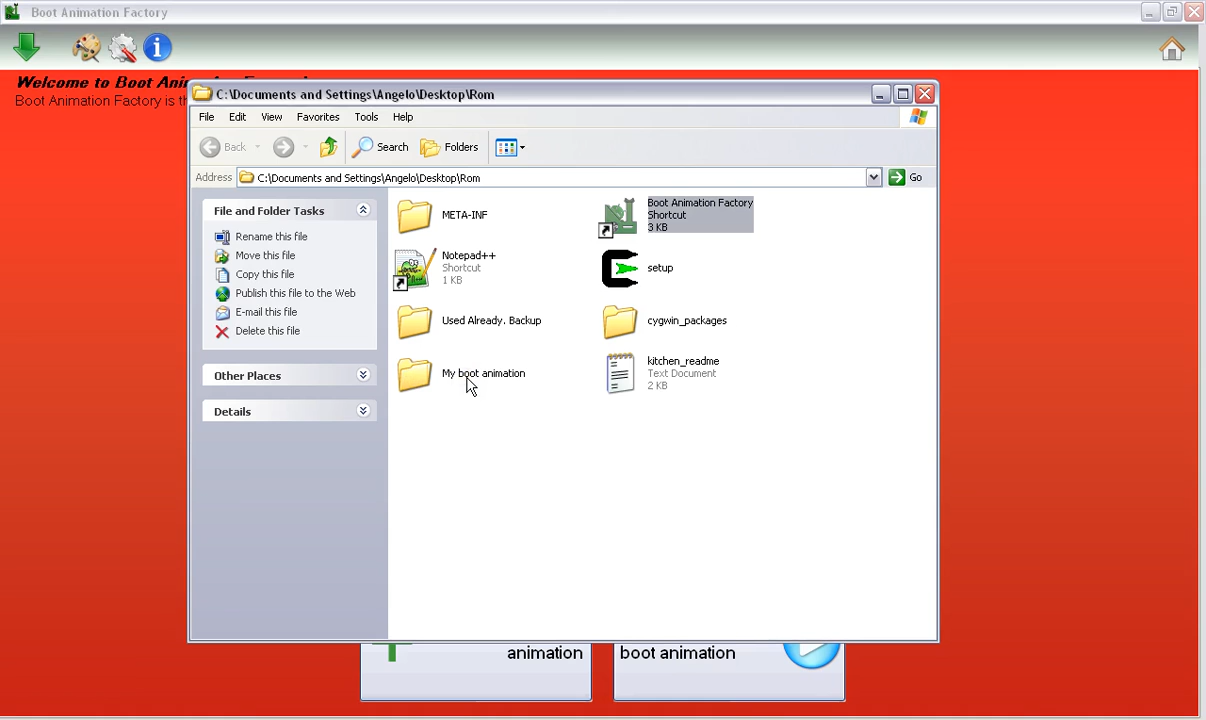 Boot Animation Factory
Welcome to Boot Ani
Boot Animation Factory is th
C:\Documents and Settings\Angelo\Desktop\Rom
File Edit View Favorites Tools Help
Back Search Folders
Address C:\Documents and Settings\Angelo\Desktop\Rom Go
File and Folder Tasks
Rename this file
Move this file
Copy this file
Publish this file to the Web
E-mail this file
Delete this file
Other Places
Details
META-INF
Boot Animation Factory
Shortcut
3 KB
Notepad++
Shortcut
1 KB
setup
Used Already. Backup
cygwin_packages
My boot animation
kitchen_readme
Text Document
2 KB
animation
boot animation